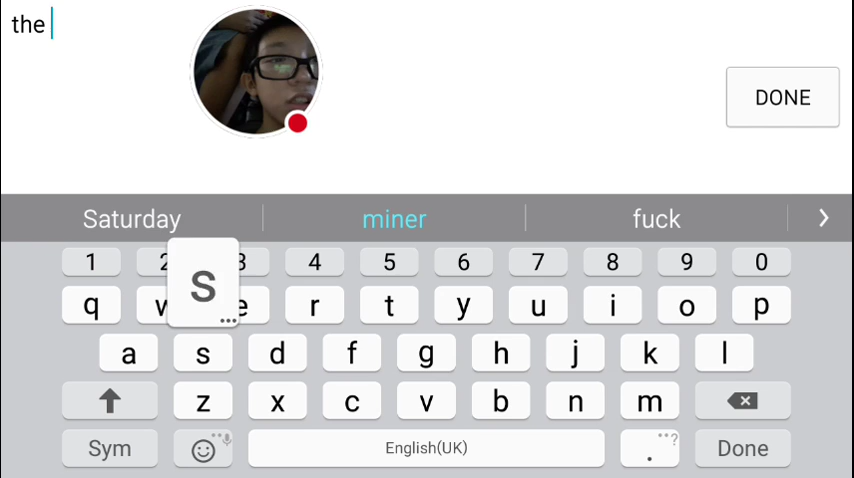 the
DONE
Saturday miner fuck >
1 2 3 4 5 6 7 8 9 0
S
q w e r t y u i o p
a s d f g h j k l
z x c v b n m
Sym English(UK) . ? Done